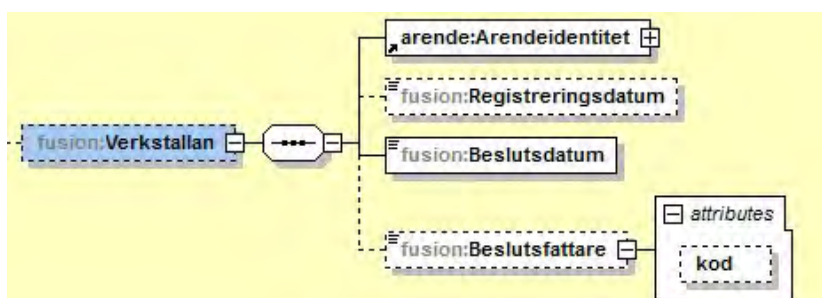 arende:Arendeidentitet
fusion:Registreringsdatum
fusion:Verkstallan
fusion:Beslutsdatum
fusion:Beslutsfattare
attributes
kod